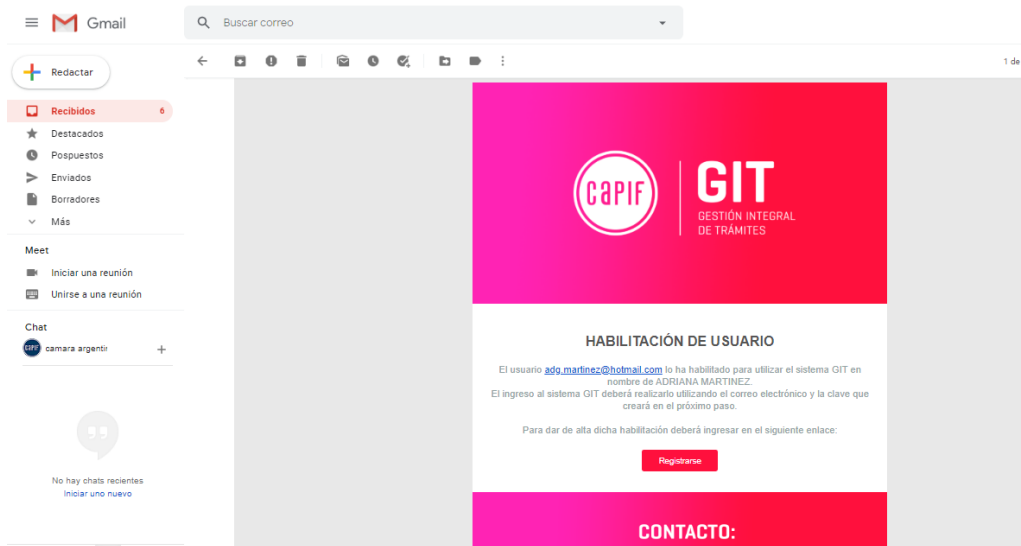 Gmail
Buscar correo
Redactar
1 de
Recibidos 6
Destacados
Pospuestos
Enviados
Borradores
Más
Meet
Iniciar una reunión
Unirse a una reunión
Chat
CAPIF camara argentir
No hay chats recientes
Iniciar uno nuevo
CAPIF
GIT
GESTIÓN INTEGRAL
DE TRÁMITES
HABILITACIÓN DE USUARIO
El usuario adg.martinez@hotmail.com lo ha habilitado para utilizar el sistema GIT en
nombre de ADRIANA MARTINEZ.
El ingreso al sistema GIT deberá realizarlo utilizando el correo electrónico y la clave que
creará en el próximo paso.
Para dar de alta dicha habilitación deberá ingresar en el siguiente enlace:
Registrarse
CONTACTO: